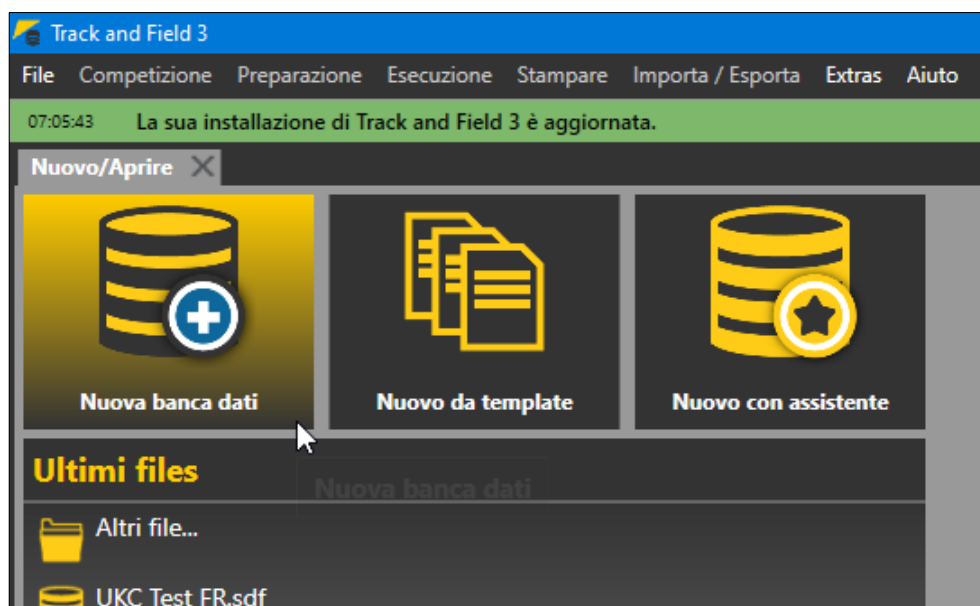 Track and Field 3
File Competizione Preparazione Esecuzione Stampare Importa / Esporta Extras Aiuto
07:05:43 La sua installazione di Track and Field 3 è aggiornata.
Nuovo/Aprire
Nuova banca dati Nuovo da template Nuovo con assistente
Ultimi files
Nuova banca dati
Altri file...
UKC Test FR.sdf